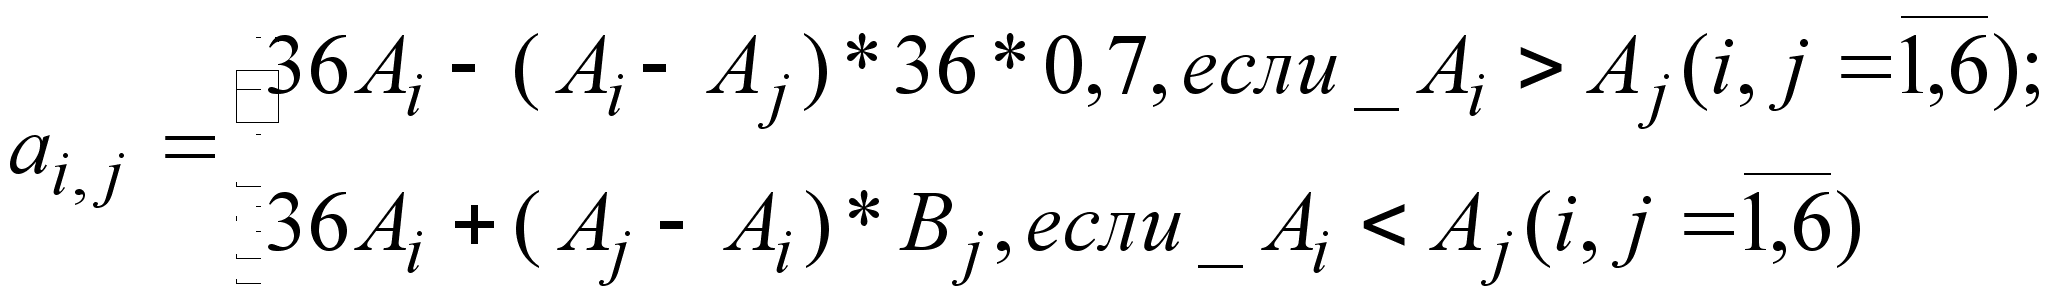 a_{i,j} = { 36A_i - (A_i - A_j) * 36 * 0,7, если _ A_i > A_j (i, j = \overline{1,6});
36A_i + (A_j - A_i) * B_j, если _ A_i < A_j (i, j = \overline{1,6})